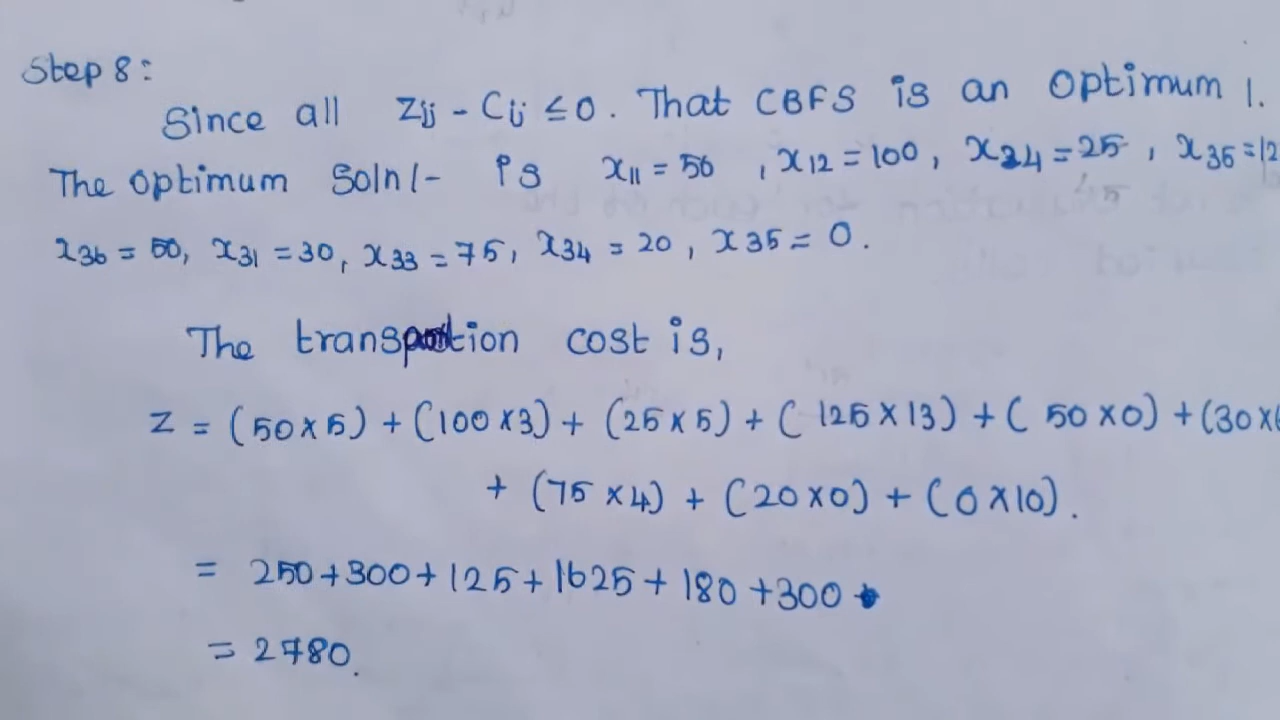 Step 8:
Since all Zij - Cij ≤ 0. That CBFS is an optimum 1.
The optimum Soln/- is x11 = 50 , x12 = 100, x24 = 25 , x35 = 12
x36 = 50, x31 = 30, x33 = 75, x34 = 20, x35 = 0.
The transpotion cost is,
Z = (50×5) + (100×3) + (25×5) + ( 125×13) + ( 50×0) + (30×6
+ (75×4) + (20×0) + (0×10).
= 250+300+125+1625+180+300
= 2780.